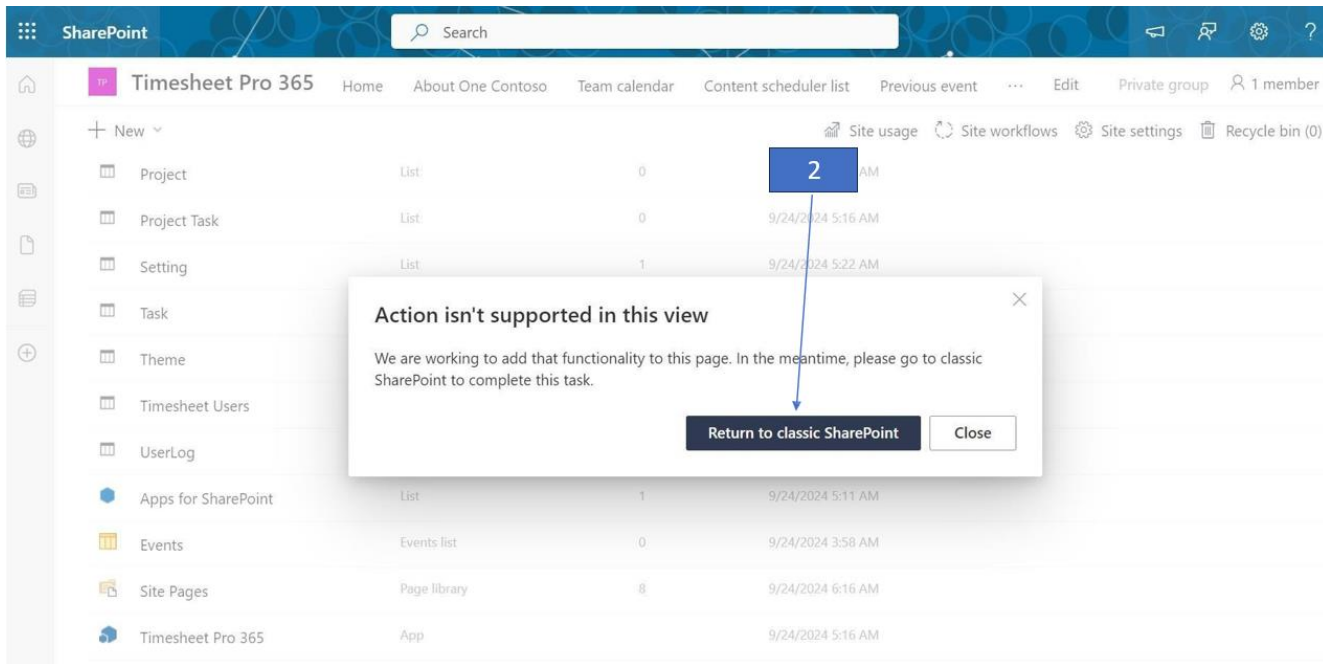 SharePoint
Search
?
TP
Timesheet Pro 365
Home
About One Contoso
Team calendar
Content scheduler list
Previous event
...
Edit
Private group
1 member
New
Site usage
Site workflows
Site settings
Recycle bin (0)
Project List 0 AM
2
Project Task List 0 9/24/2024 5:16 AM
Setting List 1 9/24/2024 5:22 AM
Task
Theme
Timesheet Users
UserLog
Action isn't supported in this view
We are working to add that functionality to this page. In the meantime, please go to classic
SharePoint to complete this task.
Return to classic SharePoint
Close
Apps for SharePoint List 1 9/24/2024 5:11 AM
Events Events list 0 9/24/2024 3:58 AM
Site Pages Page library 8 9/24/2024 6:16 AM
Timesheet Pro 365 App 9/24/2024 5:16 AM